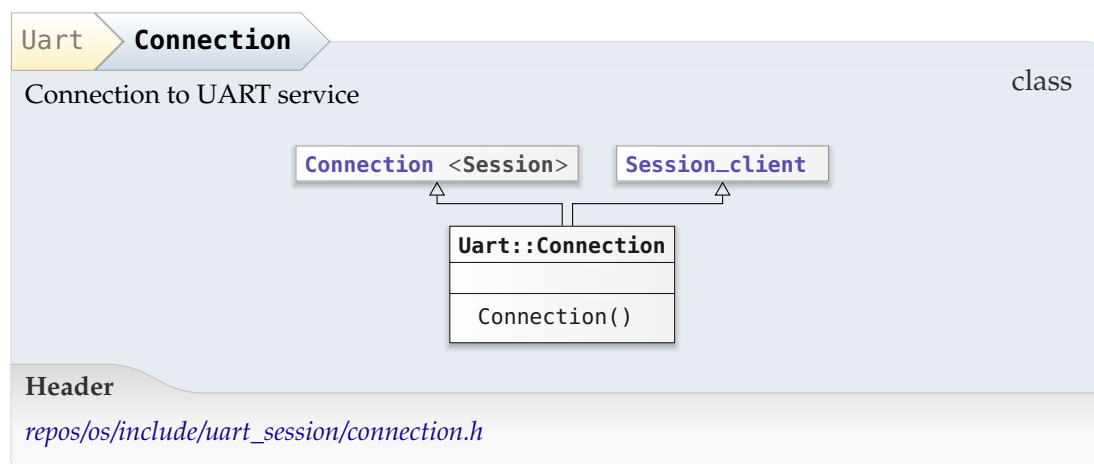 Uart Connection
class
Connection to UART service
Connection <Session> Session_client
Uart::Connection
Connection()
Header
repos/os/include/uart_session/connection.h